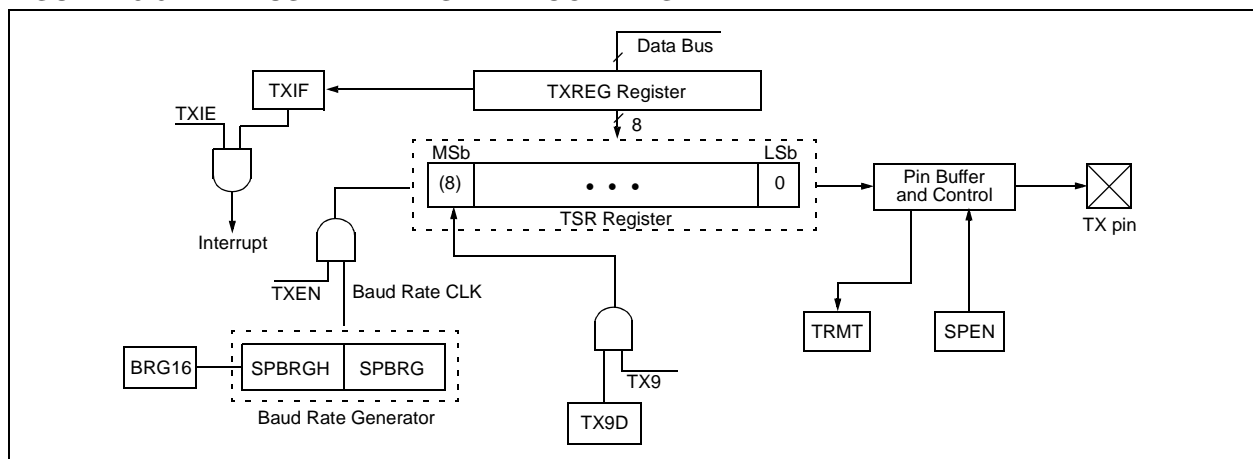 Data Bus
TXIF
TXREG Register
TXIE
8
MSb
LSb
(8)
• • •
0
Pin Buffer
and Control
TSR Register
TX pin
Interrupt
TXEN
Baud Rate CLK
TRMT
SPEN
BRG16
SPBRGH
SPBRG
TX9
Baud Rate Generator
TX9D